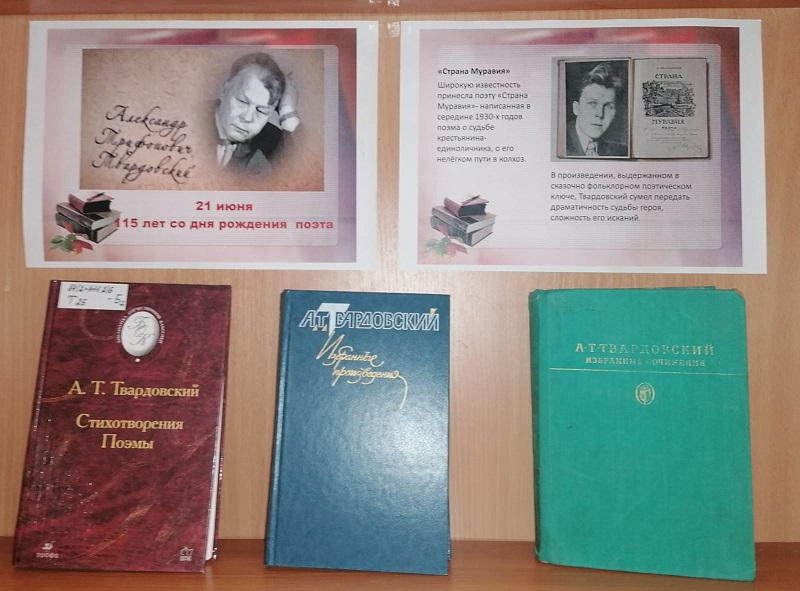 Александр
Трифонович
Твардовский
21 июня
115 лет со дня рождения поэта
«Страна Муравия»
Широкую известность
принесла поэту «Страна
Муравия»- написанная в
середине 1930-х годов
поэма о судьбе
крестьянина-
единоличника, о его
нелёгком пути в колхоз.
СТРАНА
МУРАВИЯ
В произведении, выдержанном в
сказочно фольклорном поэтическом
ключе, Твардовский сумел передать
драматичность судьбы героя,
сложность его исканий.
Т 25
А. Т. Твардовский
Стихотворения
Поэмы
ДРОФА
А.Т. ТВАРДОВСКИЙ
Избранные
произведения
А·Т·ТВАРДОВСКИЙ
ИЗБРАННЫЕ СОЧИНЕНИЯ